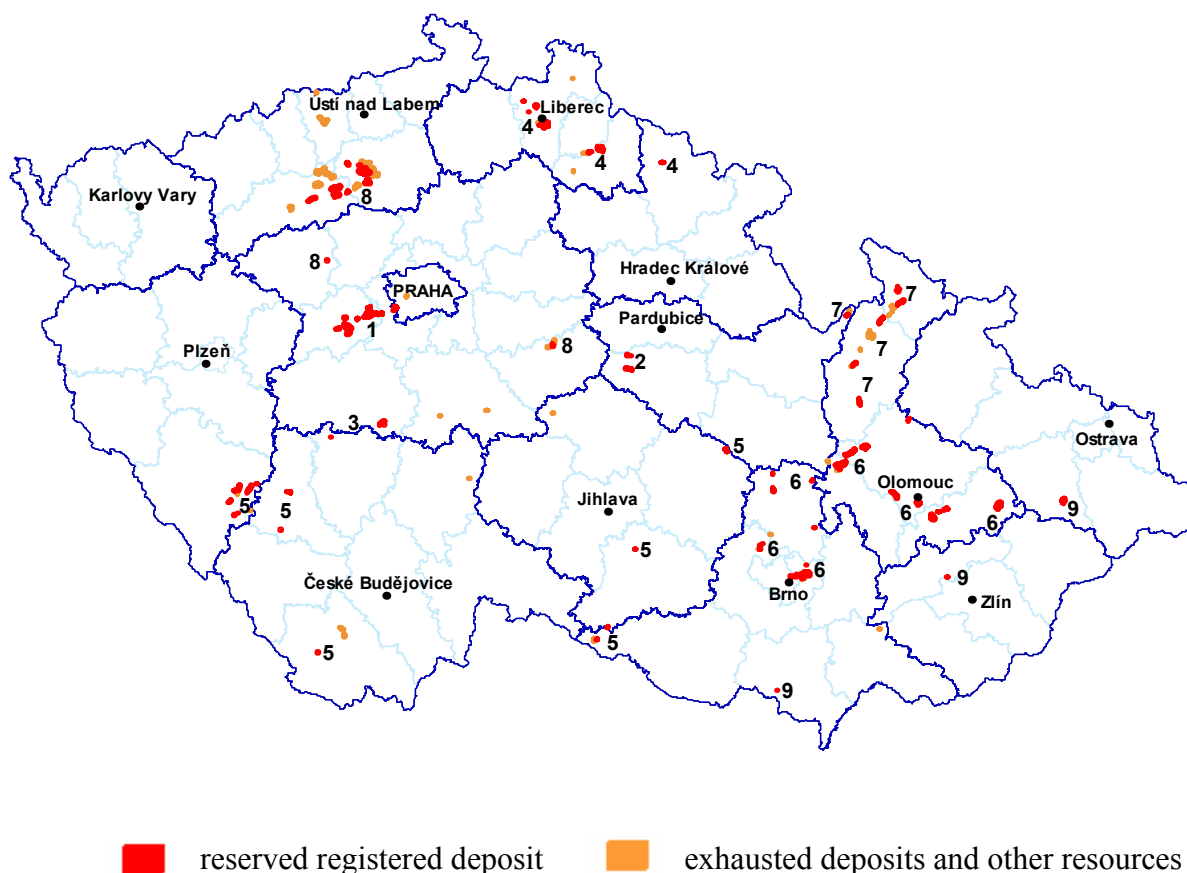 Ústí nad Labem
Liberec
4
4
4
Karlovy Vary
8
8
Hradec Králové
PRAHA
7
7
1
Pardubice
7
Plzeň
8
2
7
3
5
Ostrava
6
5
5
Jihlava
6
Olomouc
6
6
9
5
6
6
České Budějovice
Brno
9
Zlín
5
5
9
reserved registered deposit
exhausted deposits and other resources